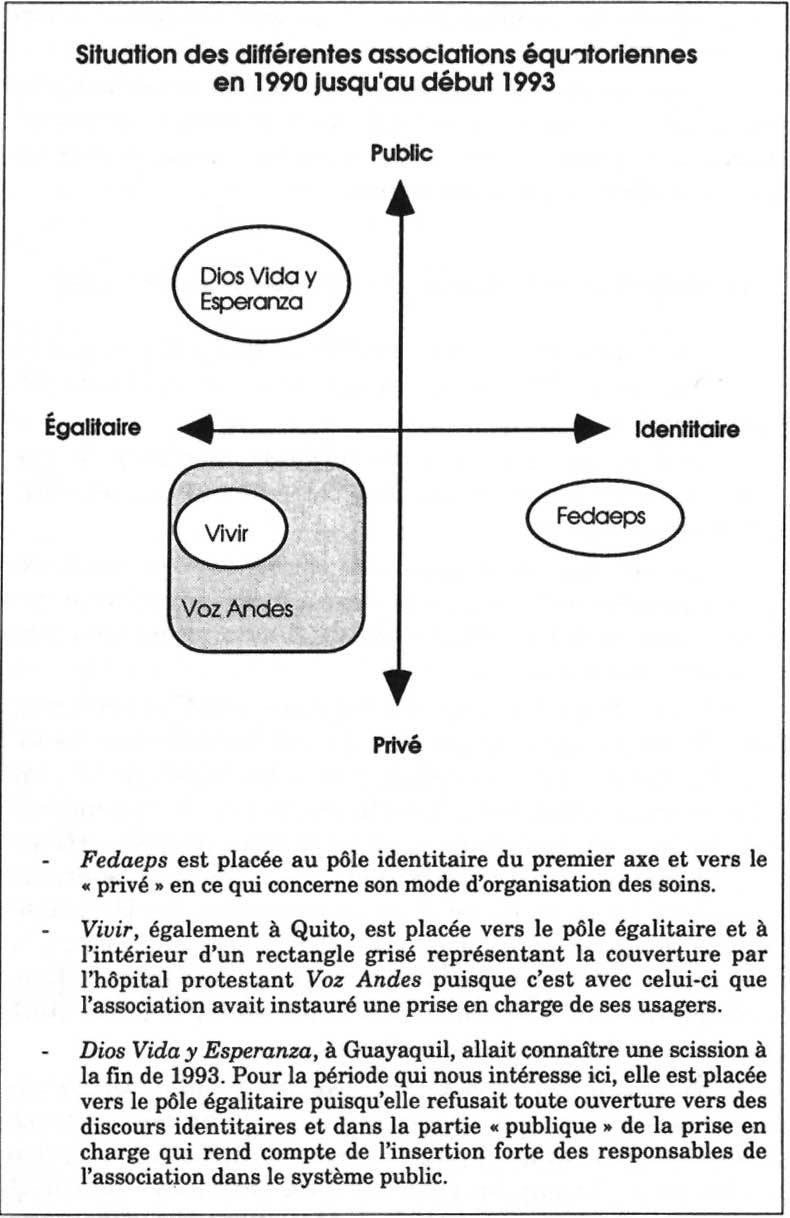 Situation des différentes associations équatoriennes
en 1990 jusqu'au début 1993
Public
Dios Vida y
Esperanza
Égalitaire
Identitaire
Vivir
Fedaeps
Voz Andes
Privé
- Fedaeps est placée au pôle identitaire du premier axe et vers le
« privé » en ce qui concerne son mode d'organisation des soins.
- Vivir, également à Quito, est placée vers le pôle égalitaire et à
l'intérieur d'un rectangle grisé représentant la couverture par
l'hôpital protestant Voz Andes puisque c'est avec celui-ci que
l'association avait instauré une prise en charge de ses usagers.
- Dios Vida y Esperanza, à Guayaquil, allait connaître une scission à
la fin de 1993. Pour la période qui nous intéresse ici, elle est placée
vers le pôle égalitaire puisqu'elle refusait toute ouverture vers des
discours identitaires et dans la partie « publique » de la prise en
charge qui rend compte de l'insertion forte des responsables de
l'association dans le système public.